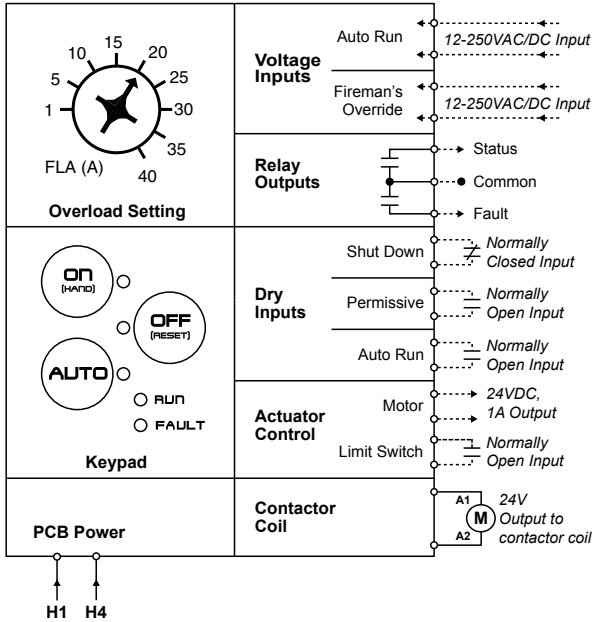 15
10
20
5
25
1
30
35
FLA (A)
40
Overload Setting
Voltage
Inputs
Auto Run
12-250VAC/DC Input
Fireman's
Override
12-250VAC/DC Input
Relay
Outputs
Status
Common
Fault
ON
(HAND)
OFF
(RESET)
AUTO
RUN
FAULT
Keypad
Dry
Inputs
Shut Down
Normally
Closed Input
Permissive
Normally
Open Input
Auto Run
Normally
Open Input
Actuator
Control
Motor
24VDC,
1A Output
Limit Switch
Normally
Open Input
PCB Power
Contactor
Coil
A1
M
A2
24V
Output to
contactor coil
H1 H4